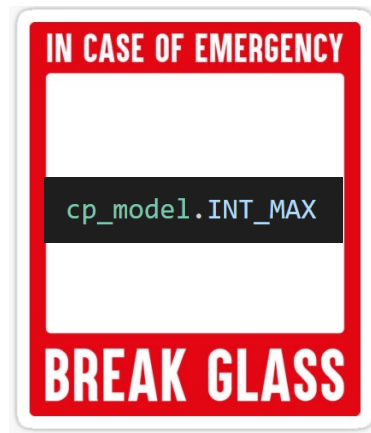 IN CASE OF EMERGENCY
cp_model.INT_MAX
BREAK GLASS